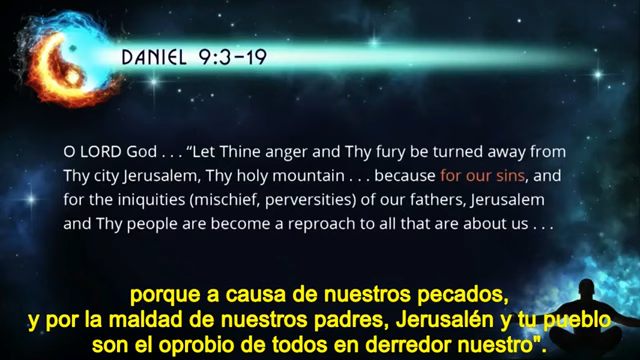 DANIEL 9:3-19
O LORD God . . . “Let Thine anger and Thy fury be turned away from
Thy city Jerusalem, Thy holy mountain . . . because for our sins, and
for the iniquities (mischief, perversities) of our fathers, Jerusalem
and Thy people are become a reproach to all that are about us . . .
porque a causa de nuestros pecados,
y por la maldad de nuestros padres, Jerusalén y tu pueblo
son el oprobio de todos en derredor nuestro".